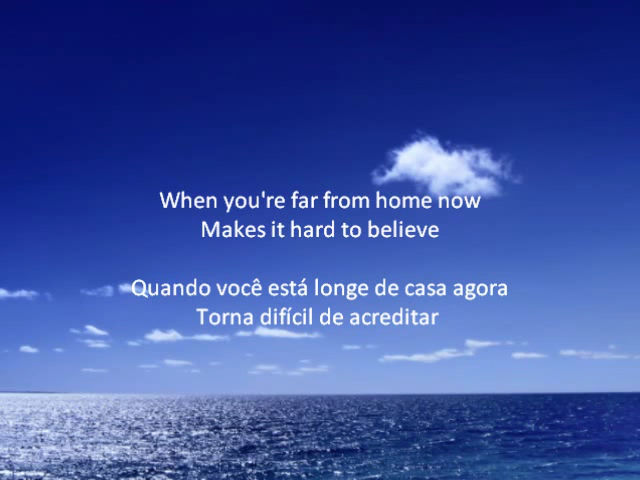 When you're far from home now
Makes it hard to believe
Quando você está longe de casa agora
Torna difícil de acreditar